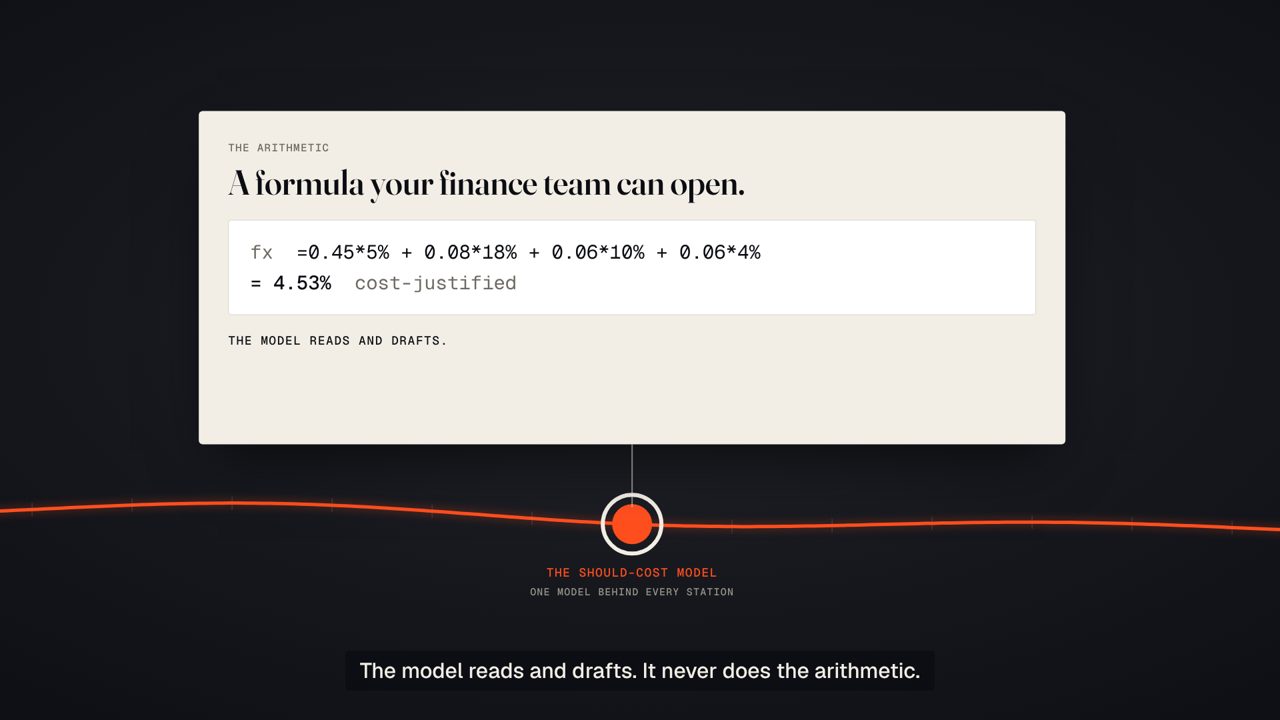 THE ARITHMETIC
A formula your finance team can open.
fx =0.45*5% + 0.08*18% + 0.06*10% + 0.06*4%
= 4.53% cost-justified
THE MODEL READS AND DRAFTS.
THE SHOULD-COST MODEL
ONE MODEL BEHIND EVERY STATION
The model reads and drafts. It never does the arithmetic.